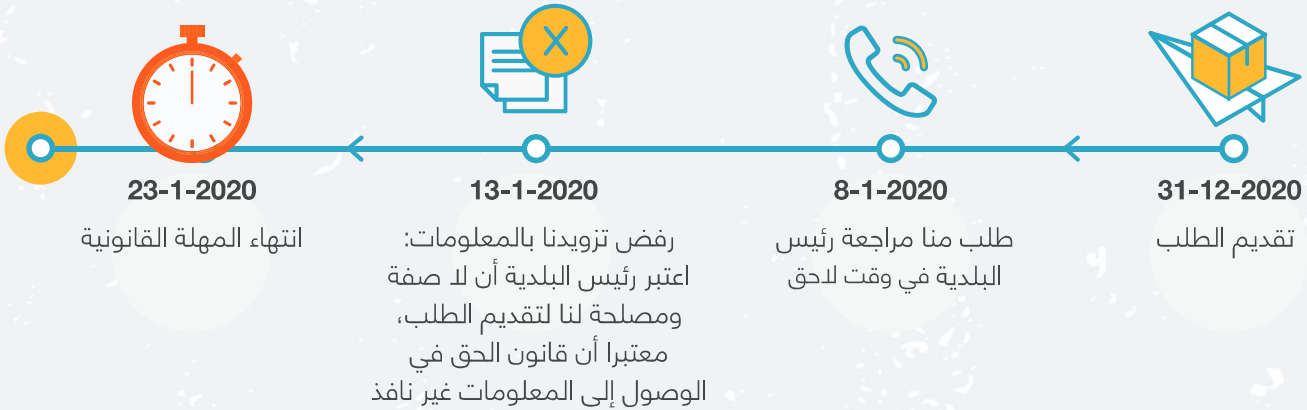 31-12-2020
تقديم الطلب
8-1-2020
طلب منا مراجعة رئيس
البلدية في وقت لاحق
13-1-2020
رفض تزويدنا بالمعلومات:
اعتبر رئيس البلدية أن لا صفة
ومصلحة لنا لتقديم الطلب،
معتبرا أن قانون الحق في
الوصول إلى المعلومات غير نافذ
23-1-2020
انتهاء المهلة القانونية